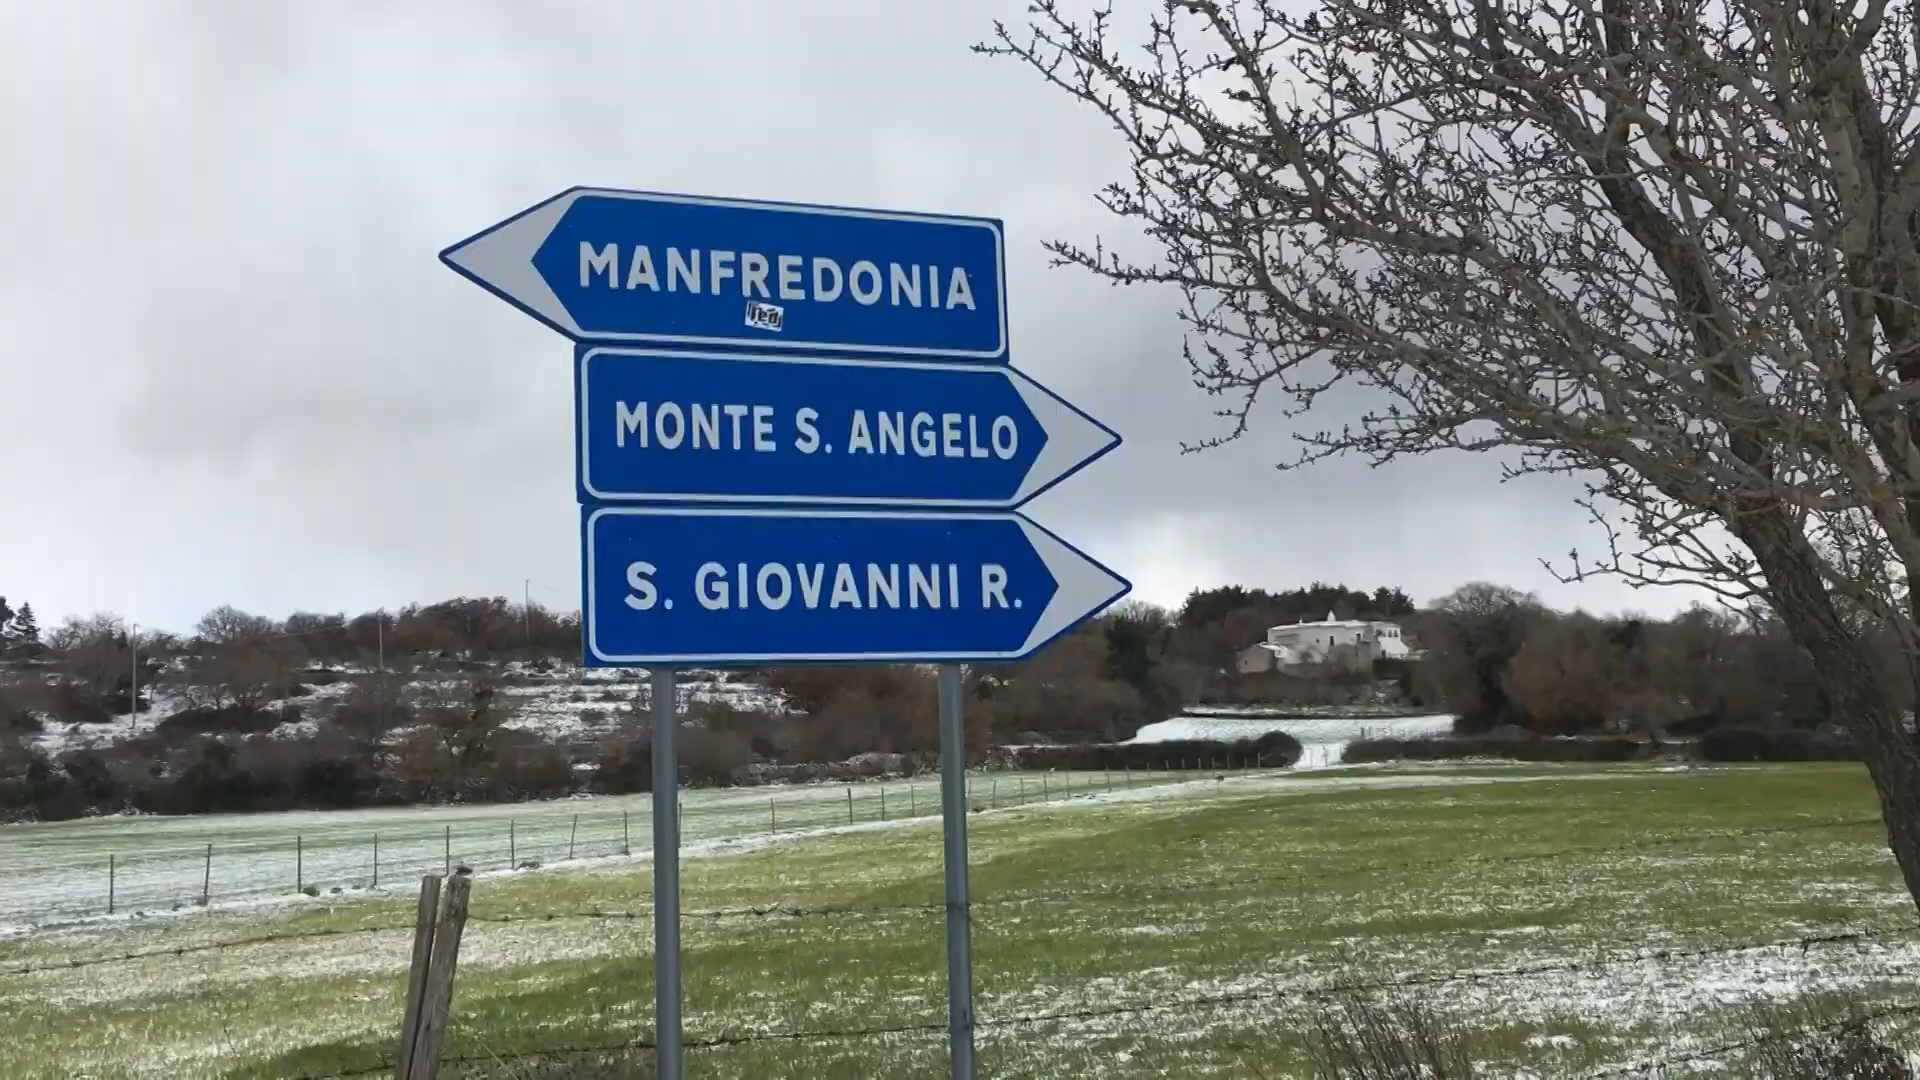 MANFREDONIA
MONTE S. ANGELO
S. GIOVANNI R.